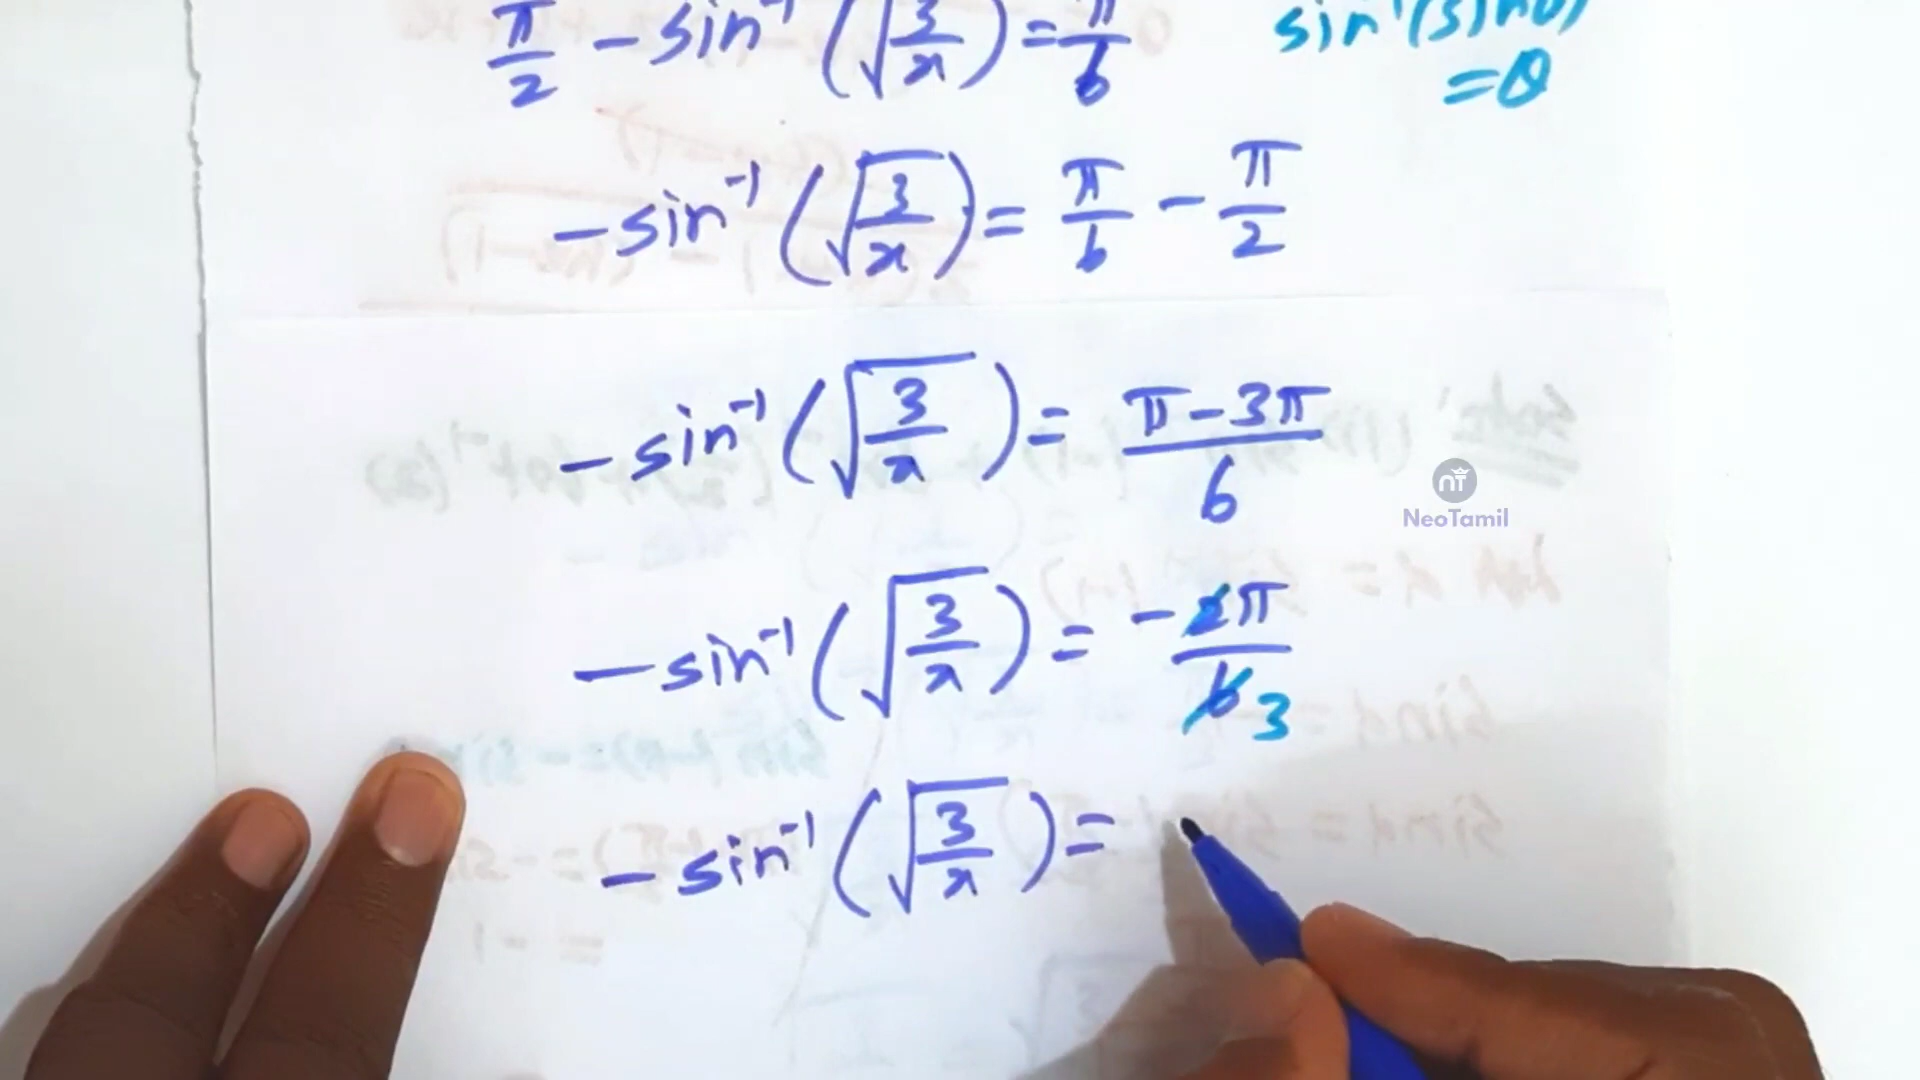 π/2 - sin⁻¹(√(3/x)) = π/6
sin⁻¹(sinθ)
= θ
-sin⁻¹(√(3/x)) = π/6 - π/2
-sin⁻¹(√(3/x)) = (π - 3π)/6
-sin⁻¹(√(3/x)) = -2π/6 3
-sin⁻¹(√(3/x)) =
NeoTamil